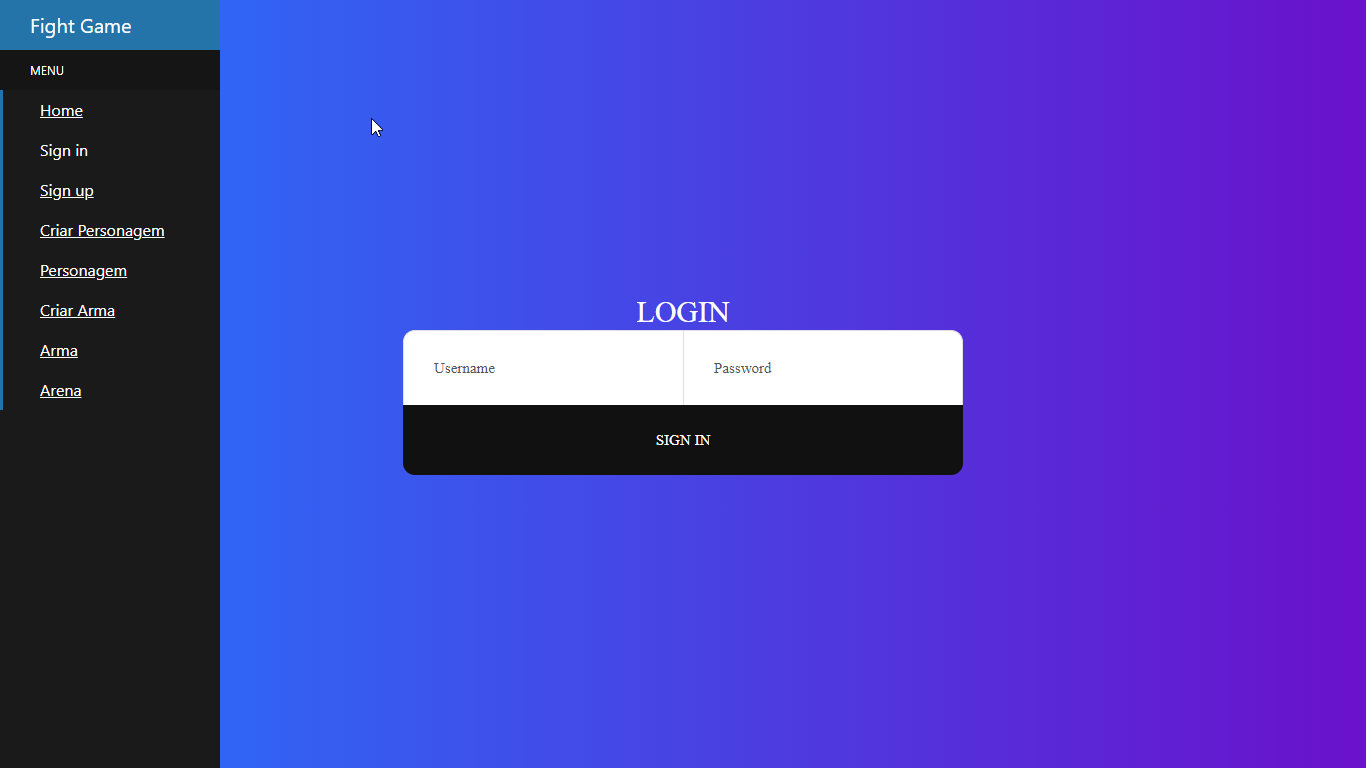 Fight Game
MENU
Home
Sign in
Sign up
Criar Personagem
Personagem
Criar Arma
Arma
Arena
LOGIN
Username
Password
SIGN IN